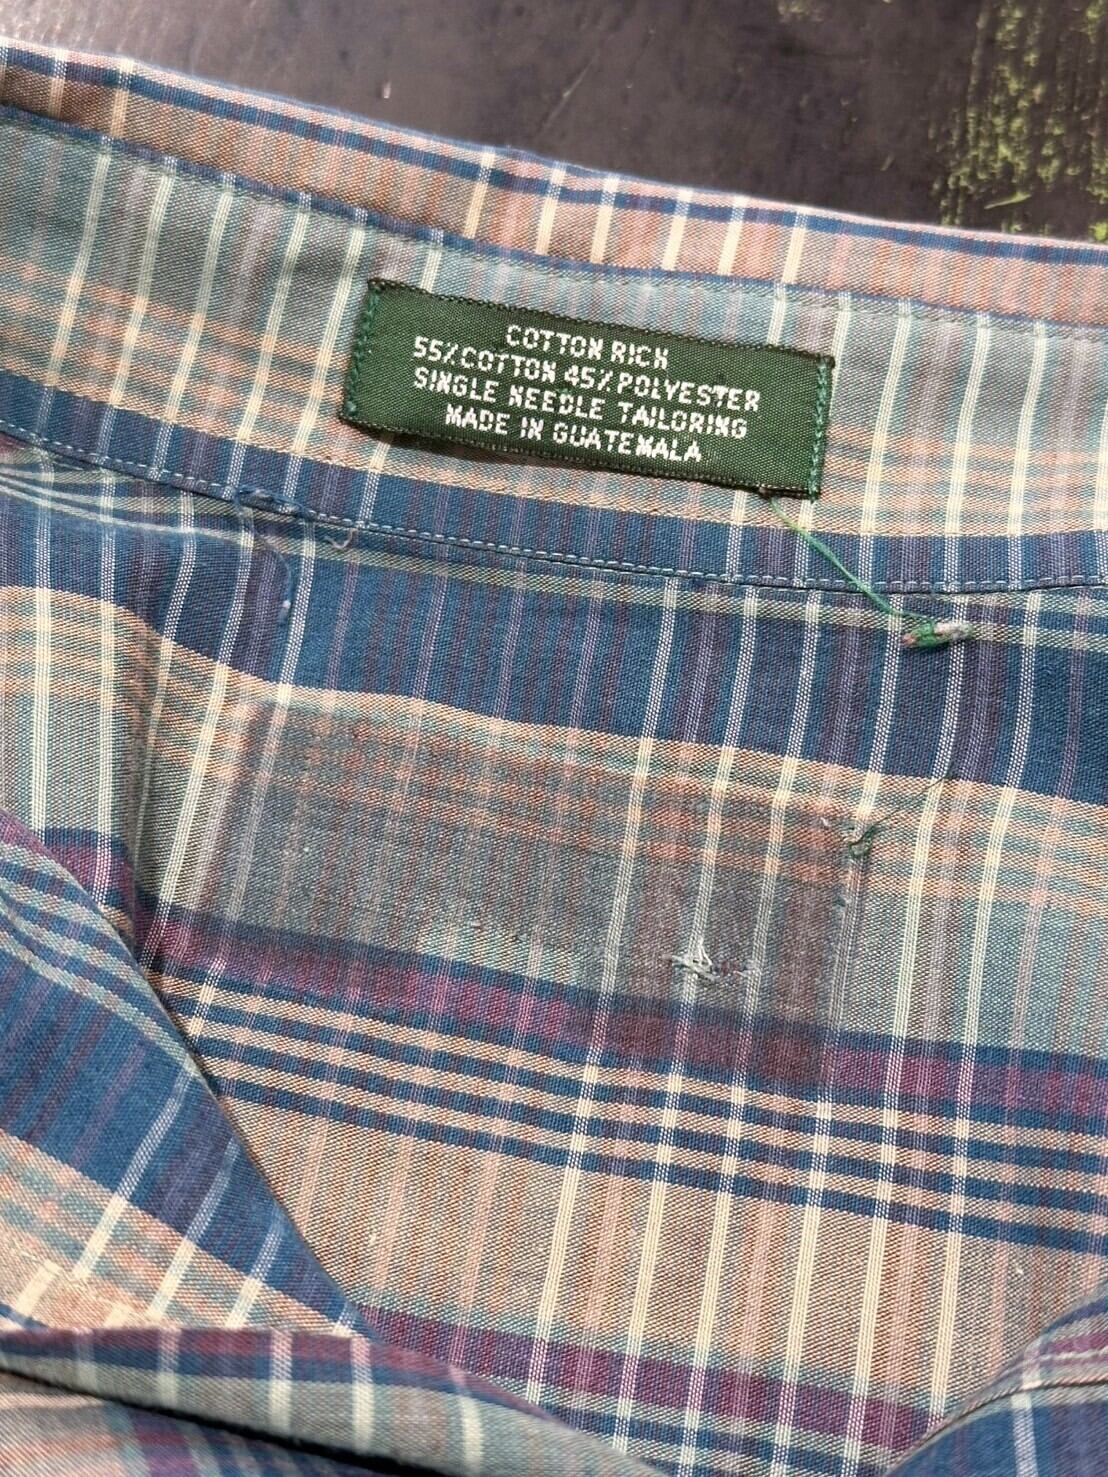 COTTON RICH
55% COTTON 45% POLYESTER
SINGLE NEEDLE TAILORING
MADE IN GUATEMALA